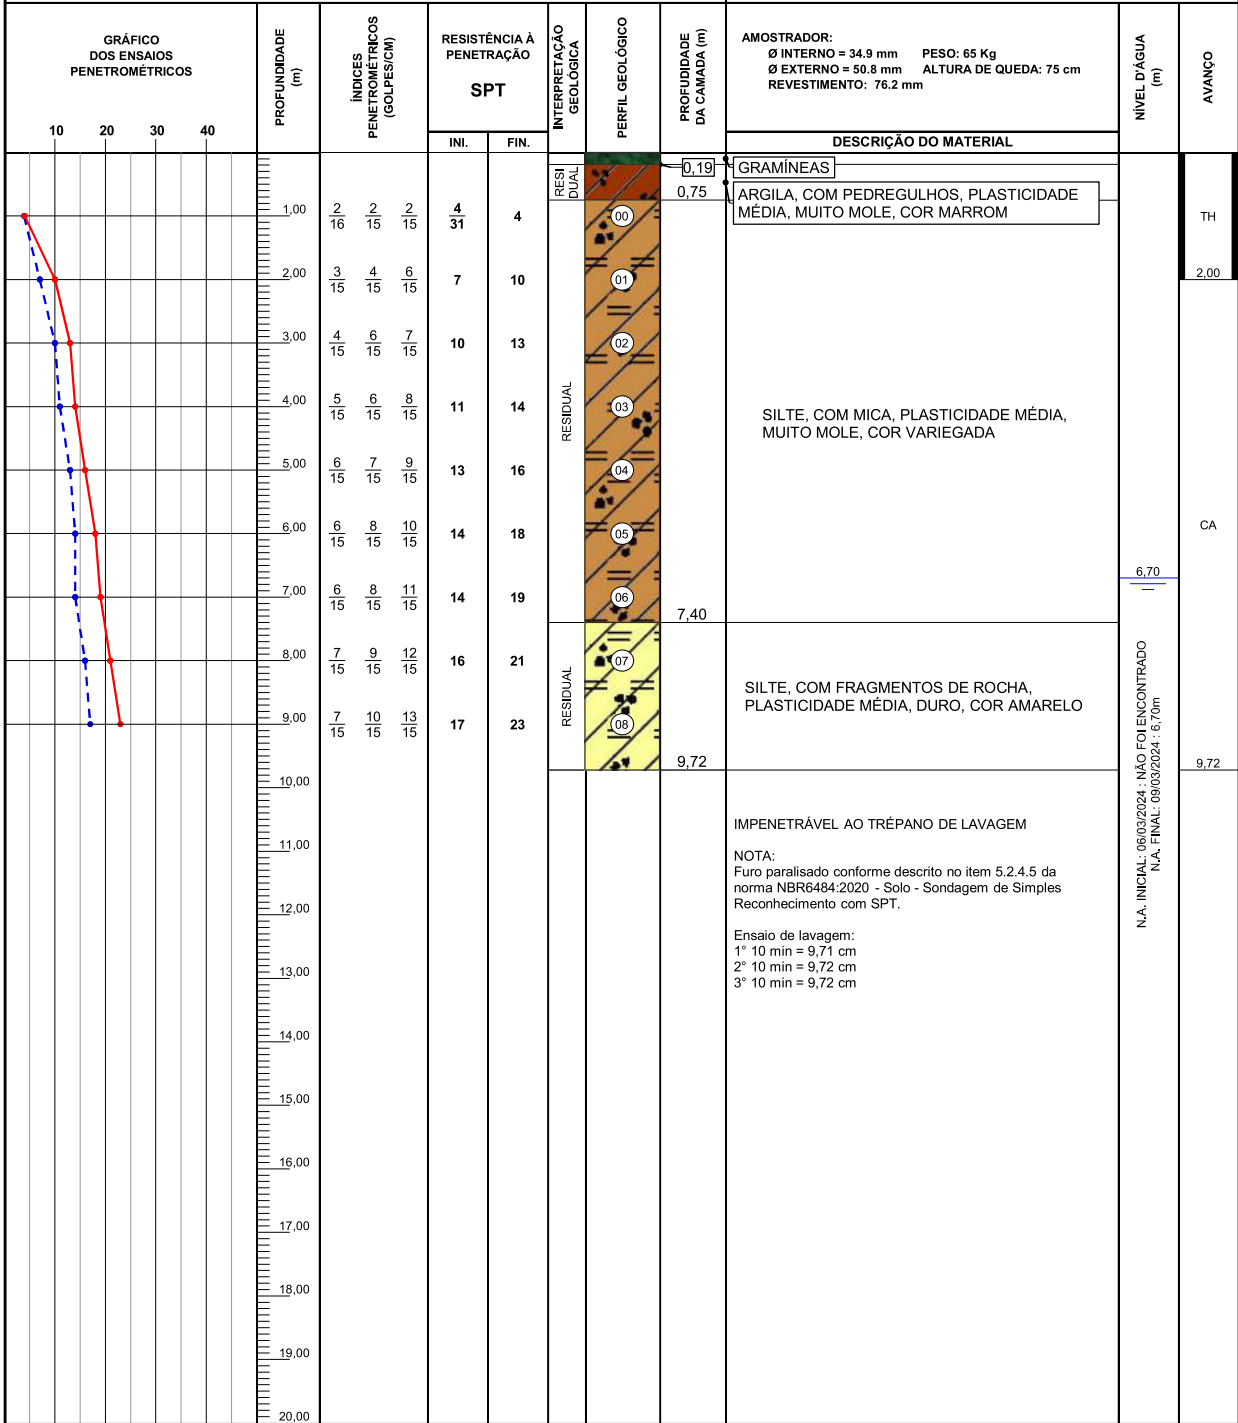 GRÁFICO
DOS ENSAIOS
PENETROMÉTRICOS
10 20 30 40
PROFUNDIDADE
(m)
ÍNDICES
PENETROMÉTRICOS
(GOLPES/CM)
RESISTÊNCIA À
PENETRAÇÃO
SPT
INI. FIN.
INTERPRETAÇÃO
GEOLÓGICA
PERFIL GEOLÓGICO
PROFUDIDADE
DA CAMADA (m)
AMOSTRADOR:
Ø INTERNO = 34.9 mm PESO: 65 Kg
Ø EXTERNO = 50.8 mm ALTURA DE QUEDA: 75 cm
REVESTIMENTO: 76.2 mm
DESCRIÇÃO DO MATERIAL
NÍVEL D'ÁGUA
(m)
AVANÇO
RESI
DUAL
0,19 GRAMÍNEAS
0,75 ARGILA, COM PEDREGULHOS, PLASTICIDADE
MÉDIA, MUITO MOLE, COR MARROM
1,00 2/16 2/15 2/15 4/31 4 00 TH
2,00 3/15 4/15 6/15 7 10 01 2,00
3,00 4/15 6/15 7/15 10 13 02
4,00 5/15 6/15 8/15 11 14 03
RESIDUAL
SILTE, COM MICA, PLASTICIDADE MÉDIA,
MUITO MOLE, COR VARIEGADA
5,00 6/15 7/15 9/15 13 16 04
6,00 6/15 8/15 10/15 14 18 05 CA
6,70
7,00 6/15 8/15 11/15 14 19 06
7,40
8,00 7/15 9/15 12/15 16 21 07
RESIDUAL
SILTE, COM FRAGMENTOS DE ROCHA,
PLASTICIDADE MÉDIA, DURO, COR AMARELO
9,00 7/15 10/15 13/15 17 23 08
9,72 9,72
N.A. INICIAL: 06/03/2024 : NÃO FOI ENCONTRADO
N.A. FINAL: 09/03/2024 : 6,70m
10,00
IMPENETRÁVEL AO TRÉPANO DE LAVAGEM
11,00
NOTA:
Furo paralisado conforme descrito no item 5.2.4.5 da
norma NBR6484:2020 - Solo - Sondagem de Simples
Reconhecimento com SPT.
12,00
Ensaio de lavagem:
1° 10 min = 9,71 cm
2° 10 min = 9,72 cm
3° 10 min = 9,72 cm
13,00
14,00
15,00
16,00
17,00
18,00
19,00
20,00